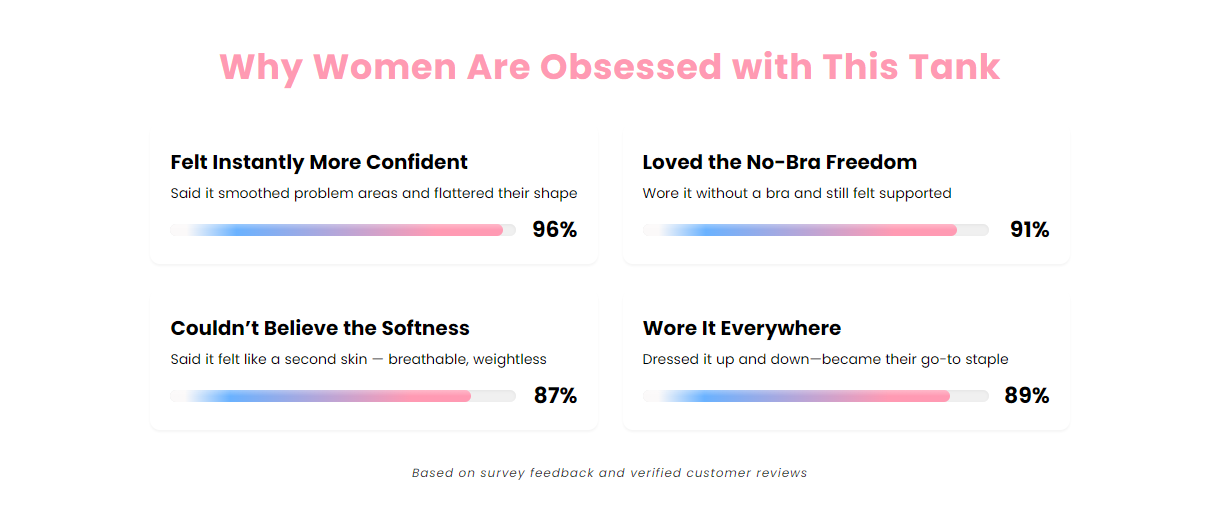 Why Women Are Obsessed with This Tank
Felt Instantly More Confident
Said it smoothed problem areas and flattered their shape
96%
Loved the No-Bra Freedom
Wore it without a bra and still felt supported
91%
Couldn’t Believe the Softness
Said it felt like a second skin — breathable, weightless
87%
Wore It Everywhere
Dressed it up and down—became their go-to staple
89%
Based on survey feedback and verified customer reviews